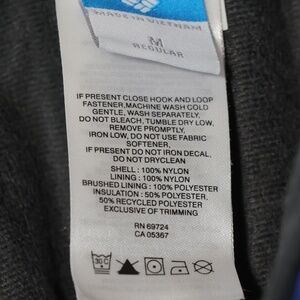 MADE IN VIETNAM
M
REGULAR
IF PRESENT CLOSE HOOK AND LOOP
FASTENER,MACHINE WASH COLD
GENTLE, WASH SEPARATELY,
DO NOT BLEACH, TUMBLE DRY LOW,
REMOVE PROMPTLY,
IRON LOW, DO NOT USE FABRIC
SOFTENER,
IF PRESENT DO NOT IRON DECAL,
DO NOT DRYCLEAN
SHELL : 100% NYLON
LINING : 100% NYLON
BRUSHED LINING : 100% POLYESTER
INSULATION : 50% POLYESTER,
50% RECYCLED POLYESTER
EXCLUSIVE OF TRIMMING
RN 69724
CA 05367
30 C